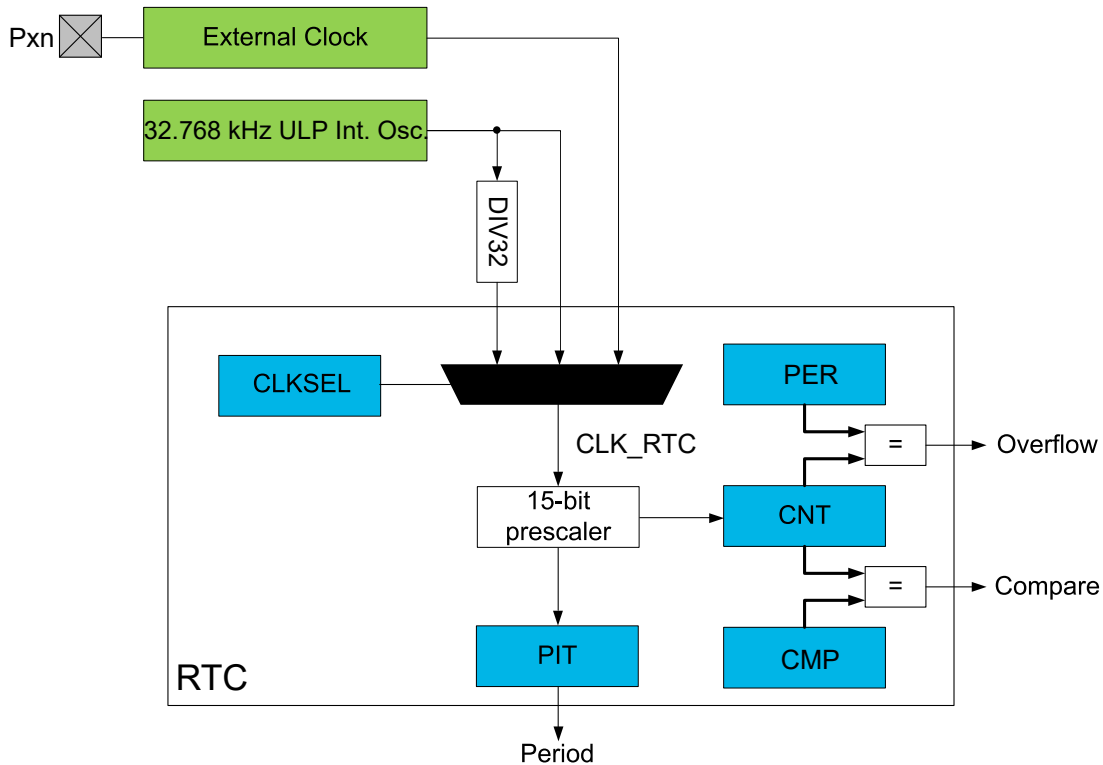 Pxn
External Clock
32.768 kHz ULP Int. Osc.
DIV32
CLKSEL
PER
=
Overflow
CLK_RTC
15-bit
prescaler
CNT
=
Compare
PIT
CMP
RTC
Period